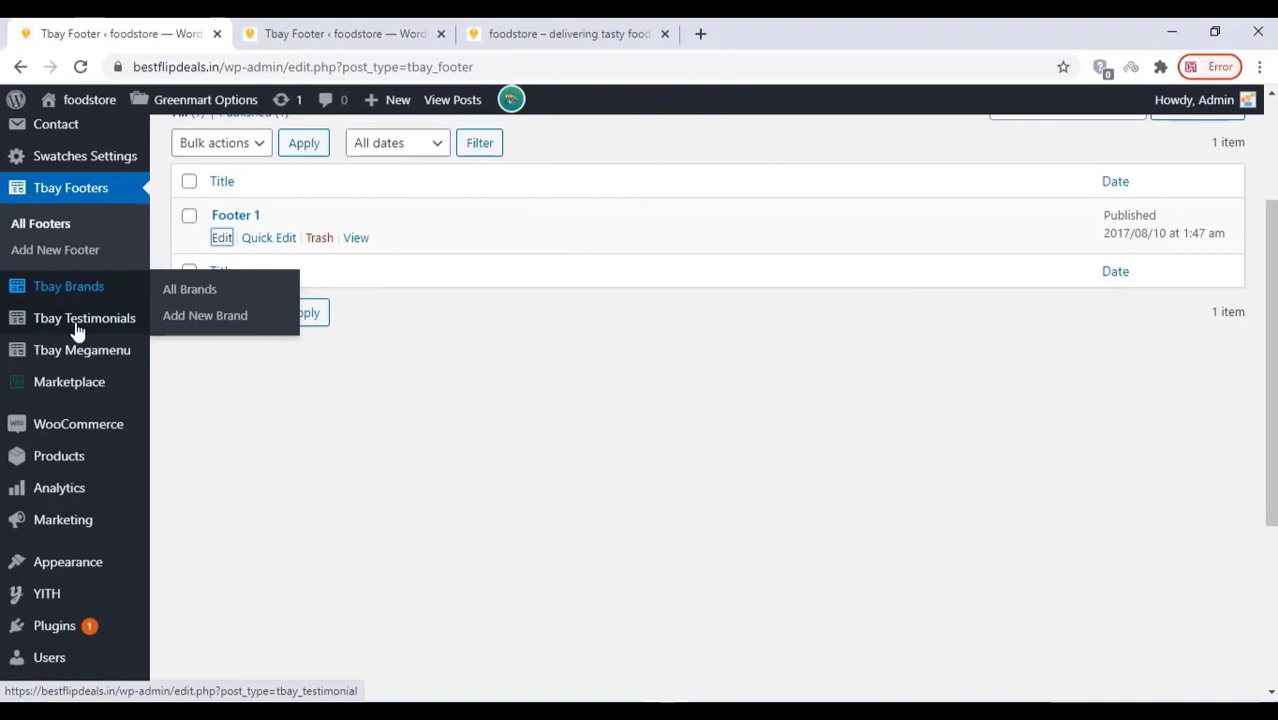 Tbay Footer ‹ foodstore — Word
Tbay Footer ‹ foodstore — Word
foodstore – delivering tasty food
bestflipdeals.in/wp-admin/edit.php?post_type=tbay_footer
0
Error
foodstore
Greenmart Options
1
0
New
View Posts
Howdy, Admin
Contact
Swatches Settings
Tbay Footers
All Footers
Add New Footer
Tbay Brands
All Brands
Add New Brand
Tbay Testimonials
Tbay Megamenu
Marketplace
WooCommerce
Products
Analytics
Marketing
Appearance
YITH
Plugins 1
Users
Bulk actions
Apply
All dates
Filter
1 item
Title
Date
Footer 1
Edit | Quick Edit | Trash | View
Published
2017/08/10 at 1:47 am
Date
1 item
https://bestflipdeals.in/wp-admin/edit.php?post_type=tbay_testimonial